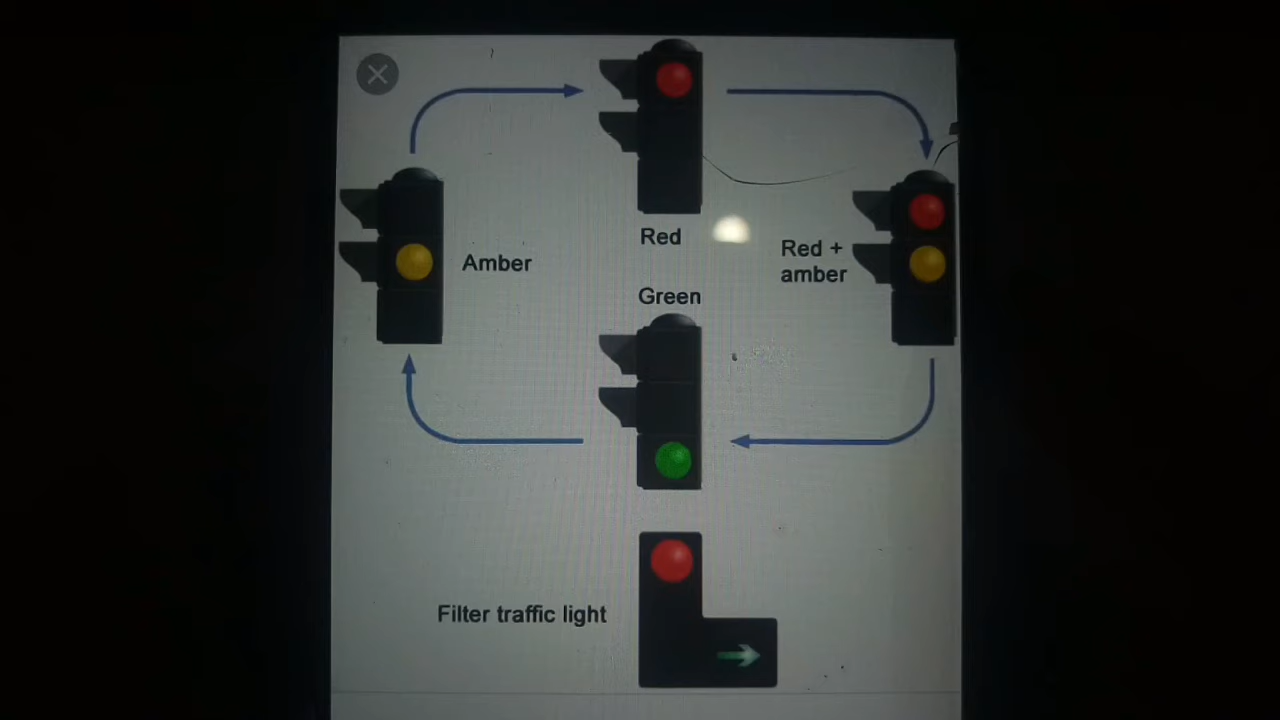 Red
Amber
Red +
amber
Green
Filter traffic light